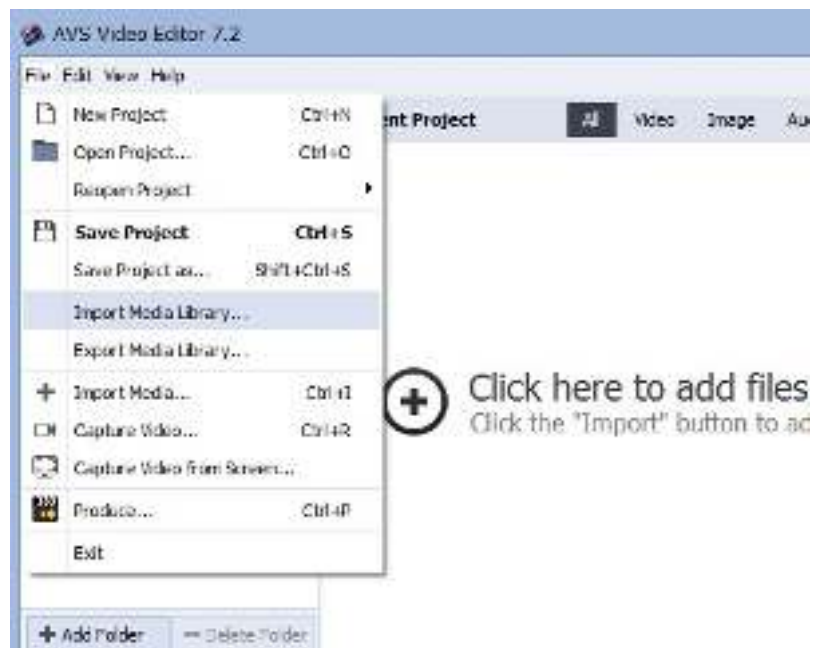 AVS Video Editor 7.2
File Edit View Help
New Project Ctrl+N
Open Project... Ctrl+O
Reopen Project
Save Project Ctrl+S
Save Project as... Shift+Ctrl+S
Import Media Library...
Export Media Library...
Import Media... Ctrl+I
Capture Video... Ctrl+R
Capture Video from Screen...
Produce... Ctrl+P
Exit
ent Project All Video Image Au
Click here to add files
Click the "Import" button to ad
Add Folder Delete Folder